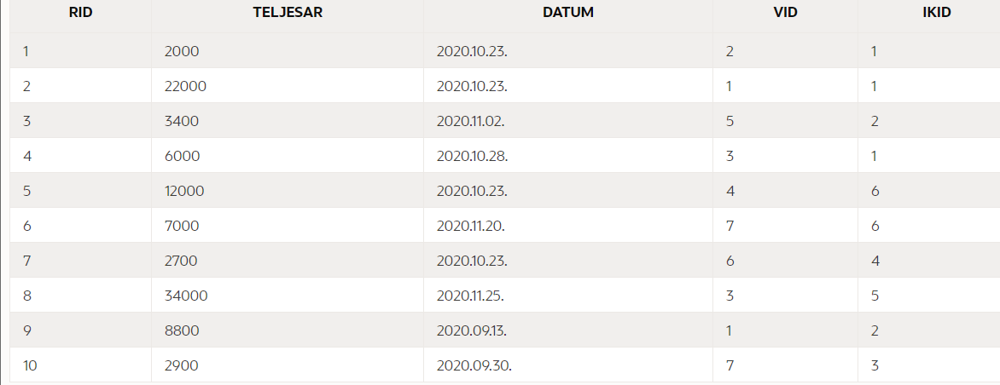 RID TELJESAR DATUM VID IKID
1 2000 2020.10.23. 2 1
2 22000 2020.10.23. 1 1
3 3400 2020.11.02. 5 2
4 6000 2020.10.28. 3 1
5 12000 2020.10.23. 4 6
6 7000 2020.11.20. 7 6
7 2700 2020.10.23. 6 4
8 34000 2020.11.25. 3 5
9 8800 2020.09.13. 1 2
10 2900 2020.09.30. 7 3